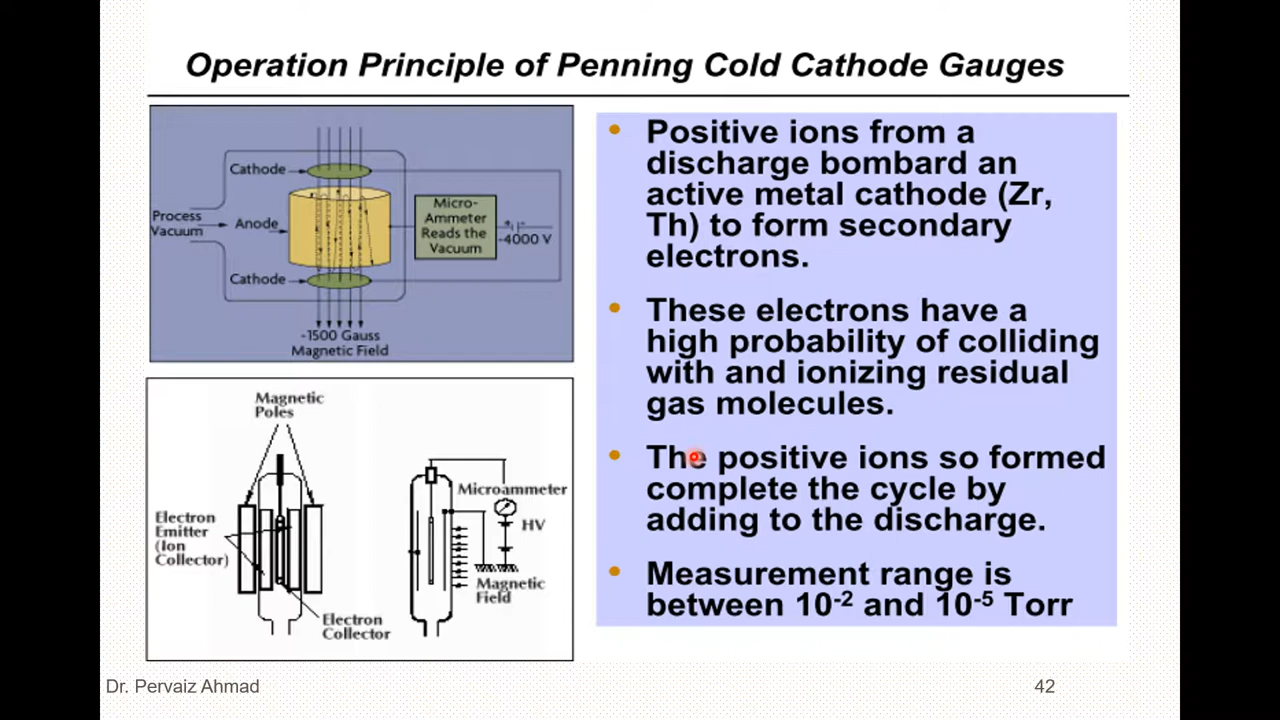 Operation Principle of Penning Cold Cathode Gauges
Cathode
Process
Vacuum
Anode
Micro-
Ammeter
Reads the
Vacuum
+ -
~4000 V
Cathode
~1500 Gauss
Magnetic Field
Magnetic
Poles
Electron
Emitter
(Ion
Collector)
Electron
Collector
Microammeter
HV
Magnetic
Field
• Positive ions from a
discharge bombard an
active metal cathode (Zr,
Th) to form secondary
electrons.
• These electrons have a
high probability of colliding
with and ionizing residual
gas molecules.
• The positive ions so formed
complete the cycle by
adding to the discharge.
• Measurement range is
between 10⁻² and 10⁻⁵ Torr
Dr. Pervaiz Ahmad
42